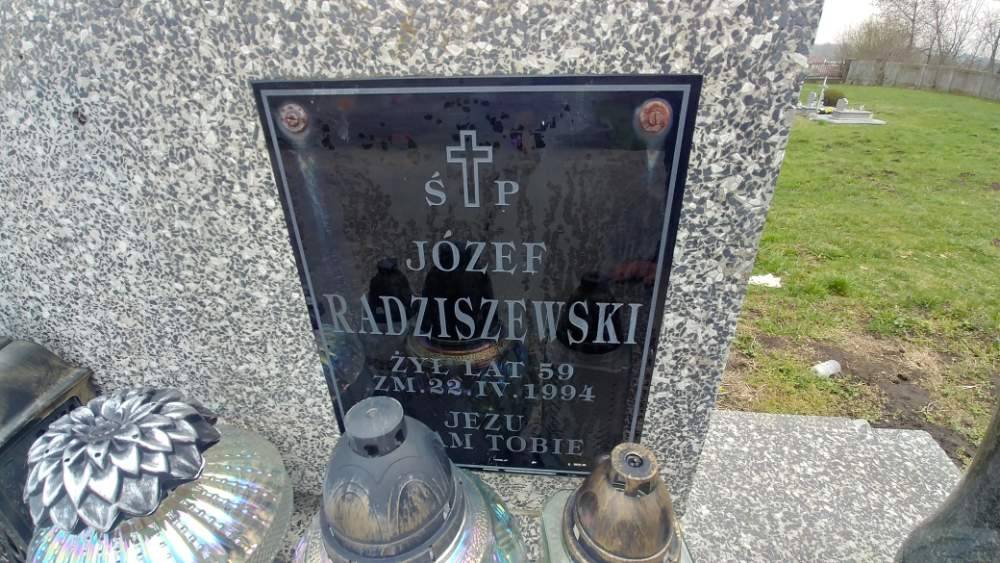 Ś P
JÓZEF
RADZISZEWSKI
ŻYŁ LAT 59
ZM. 22. IV. 1994
JEZU
TOBIE